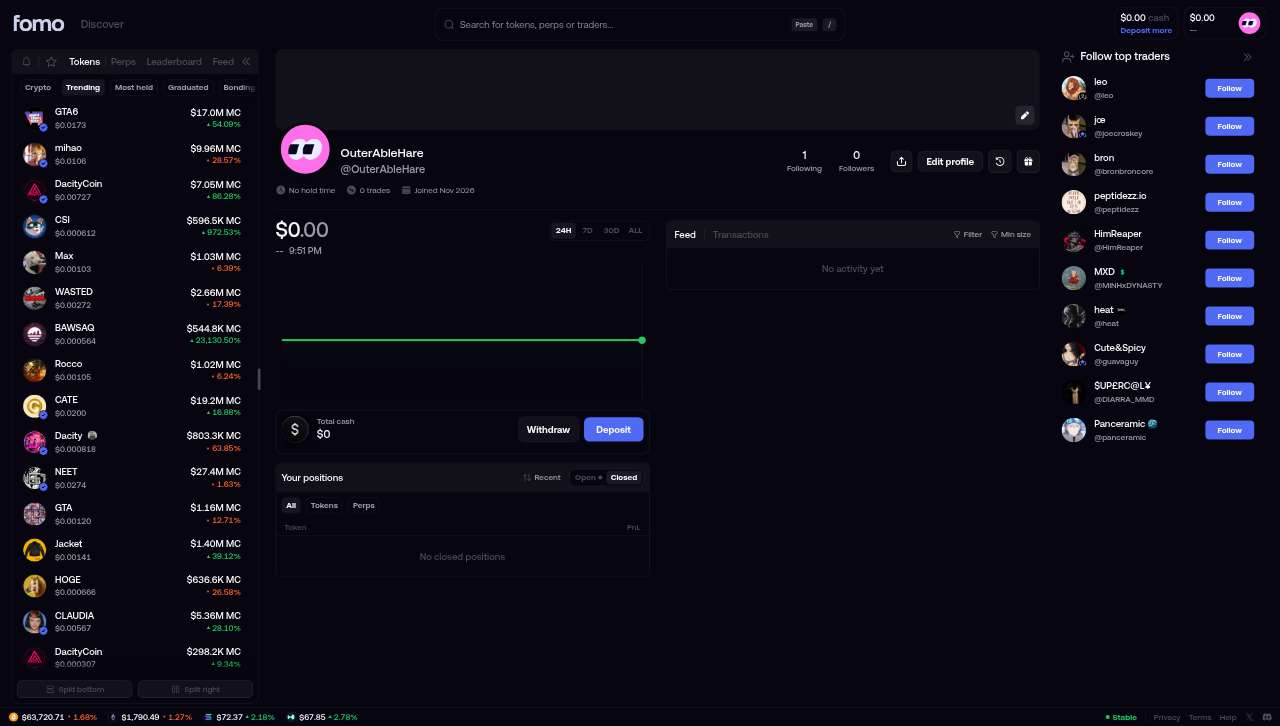 fomo
Discover
Search for tokens, perps or traders...
Paste
/
$0.00 cash
Deposit more
$0.00
—
Tokens Perps Leaderboard Feed
Crypto Trending Most held Graduated Bonding
GTA6 $17.0M MC
$0.0173 54.09%
mihao $9.96M MC
$0.0106 28.57%
DacityCoin $7.05M MC
$0.00727 86.28%
CSI $596.5K MC
$0.000612 972.53%
Max $1.03M MC
$0.00103 6.39%
WASTED $2.66M MC
$0.00272 17.39%
BAWSAQ $544.8K MC
$0.000564 23,130.50%
Rocco $1.02M MC
$0.00105 6.24%
CATE $19.2M MC
$0.0200 16.88%
Dacity $803.3K MC
$0.000818 63.85%
NEET $27.4M MC
$0.0274 1.63%
GTA $1.16M MC
$0.00120 12.71%
Jacket $1.40M MC
$0.00141 39.12%
HOGE $636.6K MC
$0.000666 26.58%
CLAUDIA $5.36M MC
$0.00567 28.10%
DacityCoin $298.2K MC
$0.000307 9.34%
Split bottom Split right
OuterAbleHare
@OuterAbleHare
1
Following
0
Followers
Edit profile
No hold time 0 trades Joined Nov 2026
$0.00
-- 9:51 PM
24H 7D 30D ALL
$
Total cash
$0
Withdraw
Deposit
Your positions
Recent
Open
Closed
All Tokens Perps
Token PnL
No closed positions
Feed Transactions
Filter Min size
No activity yet
Follow top traders
leo
@leo
Follow
jœ
@joecroskey
Follow
bron
@bronbroncore
Follow
peptidezz.io
@peptidezz
Follow
HimReaper
@HimReaper
Follow
MXD
@MINHxDYNASTY
Follow
heat
@heat
Follow
Cute&Spicy
@guavaguy
Follow
$UP£RC@L¥
@DIARRA_MMD
Follow
Panceramic
@panceramic
Follow
$63,720.71 1.68% $1,790.49 1.27% $72.37 2.18% $67.85 2.78%
Stable Privacy Terms Help